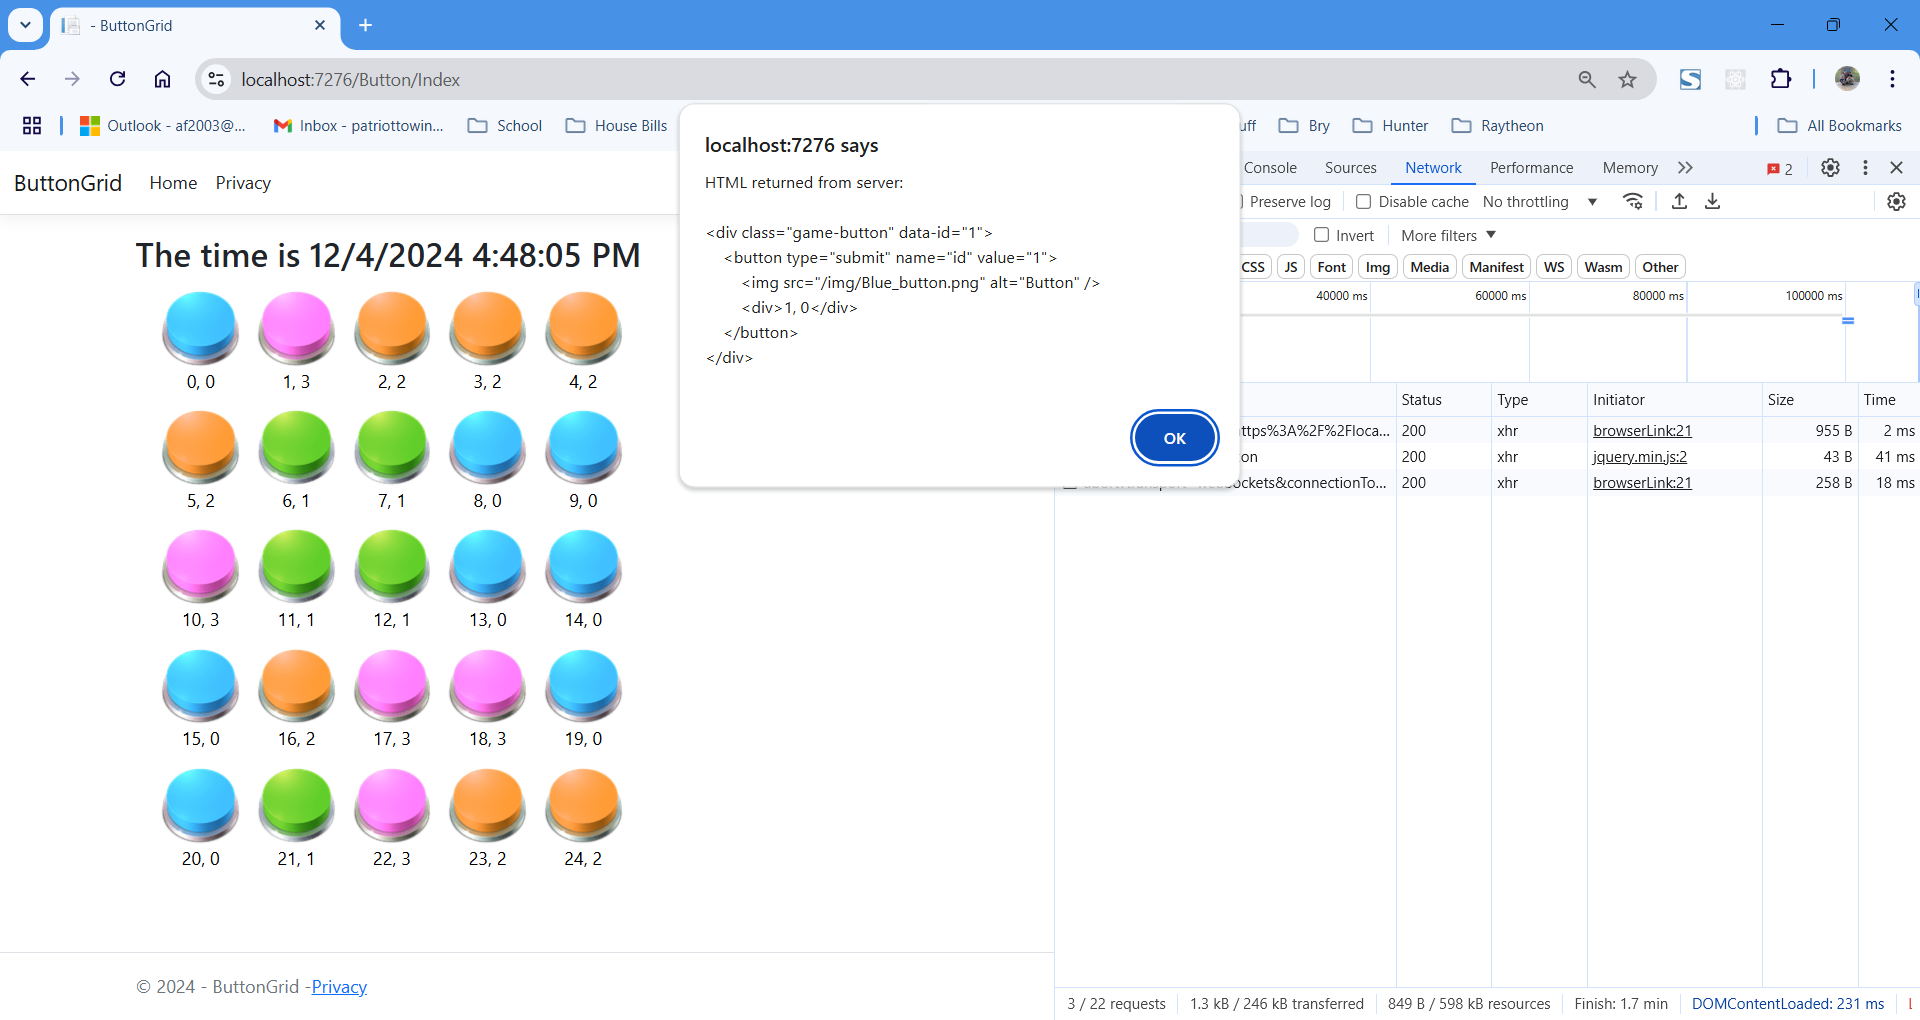 - ButtonGrid
localhost:7276/Button/Index
Outlook - af2003@...
Inbox - patriottowin...
School
House Bills
uff
Bry
Hunter
Raytheon
All Bookmarks
ButtonGrid
Home
Privacy
The time is 12/4/2024 4:48:05 PM
0, 0
1, 3
2, 2
3, 2
4, 2
5, 2
6, 1
7, 1
8, 0
9, 0
10, 3
11, 1
12, 1
13, 0
14, 0
15, 0
16, 2
17, 3
18, 3
19, 0
20, 0
21, 1
22, 3
23, 2
24, 2
© 2024 - ButtonGrid -Privacy
localhost:7276 says
HTML returned from server:
<div class="game-button" data-id="1">
<button type="submit" name="id" value="1">
<img src="/img/Blue_button.png" alt="Button" />
<div>1, 0</div>
</button>
</div>
OK
Console
Sources
Network
Performance
Memory
2
Preserve log
Disable cache
No throttling
Invert
More filters
CSS
JS
Font
Img
Media
Manifest
WS
Wasm
Other
40000 ms
60000 ms
80000 ms
100000 ms
Status
Type
Initiator
Size
Time
ttps%3A%2F%2Floca...
200
xhr
browserLink:21
955 B
2 ms
on
200
xhr
jquery.min.js:2
43 B
41 ms
ockets&connectionTo...
200
xhr
browserLink:21
258 B
18 ms
3 / 22 requests
1.3 kB / 246 kB transferred
849 B / 598 kB resources
Finish: 1.7 min
DOMContentLoaded: 231 ms